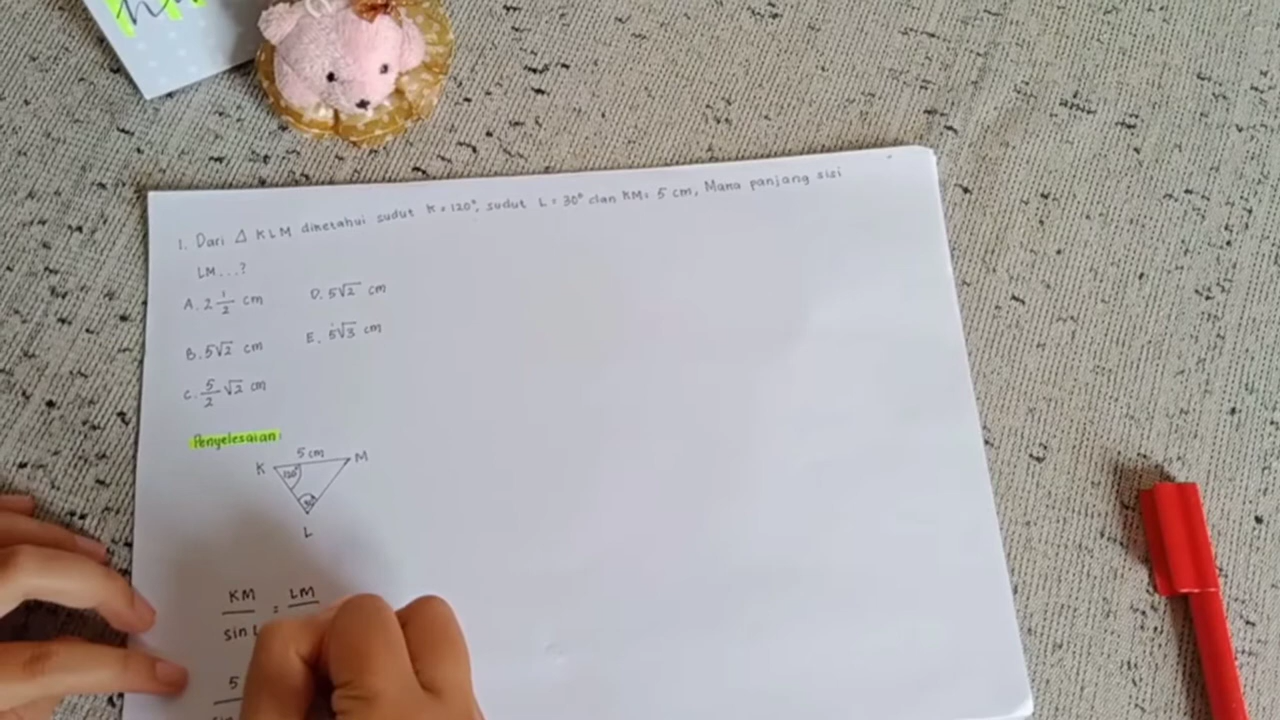 1. Dari △ KLM diketahui sudut K = 120°, sudut L = 30° dan KM = 5 cm, Mana panjang sisi
LM...?
A. 2 1/2 cm
D. 5√2 cm
B. 5√2 cm
E. 5√3 cm
C. 5/2 √2 cm
Penyelesaian:
5 cm
K
M
120°
L
KM = LM
sin L
5